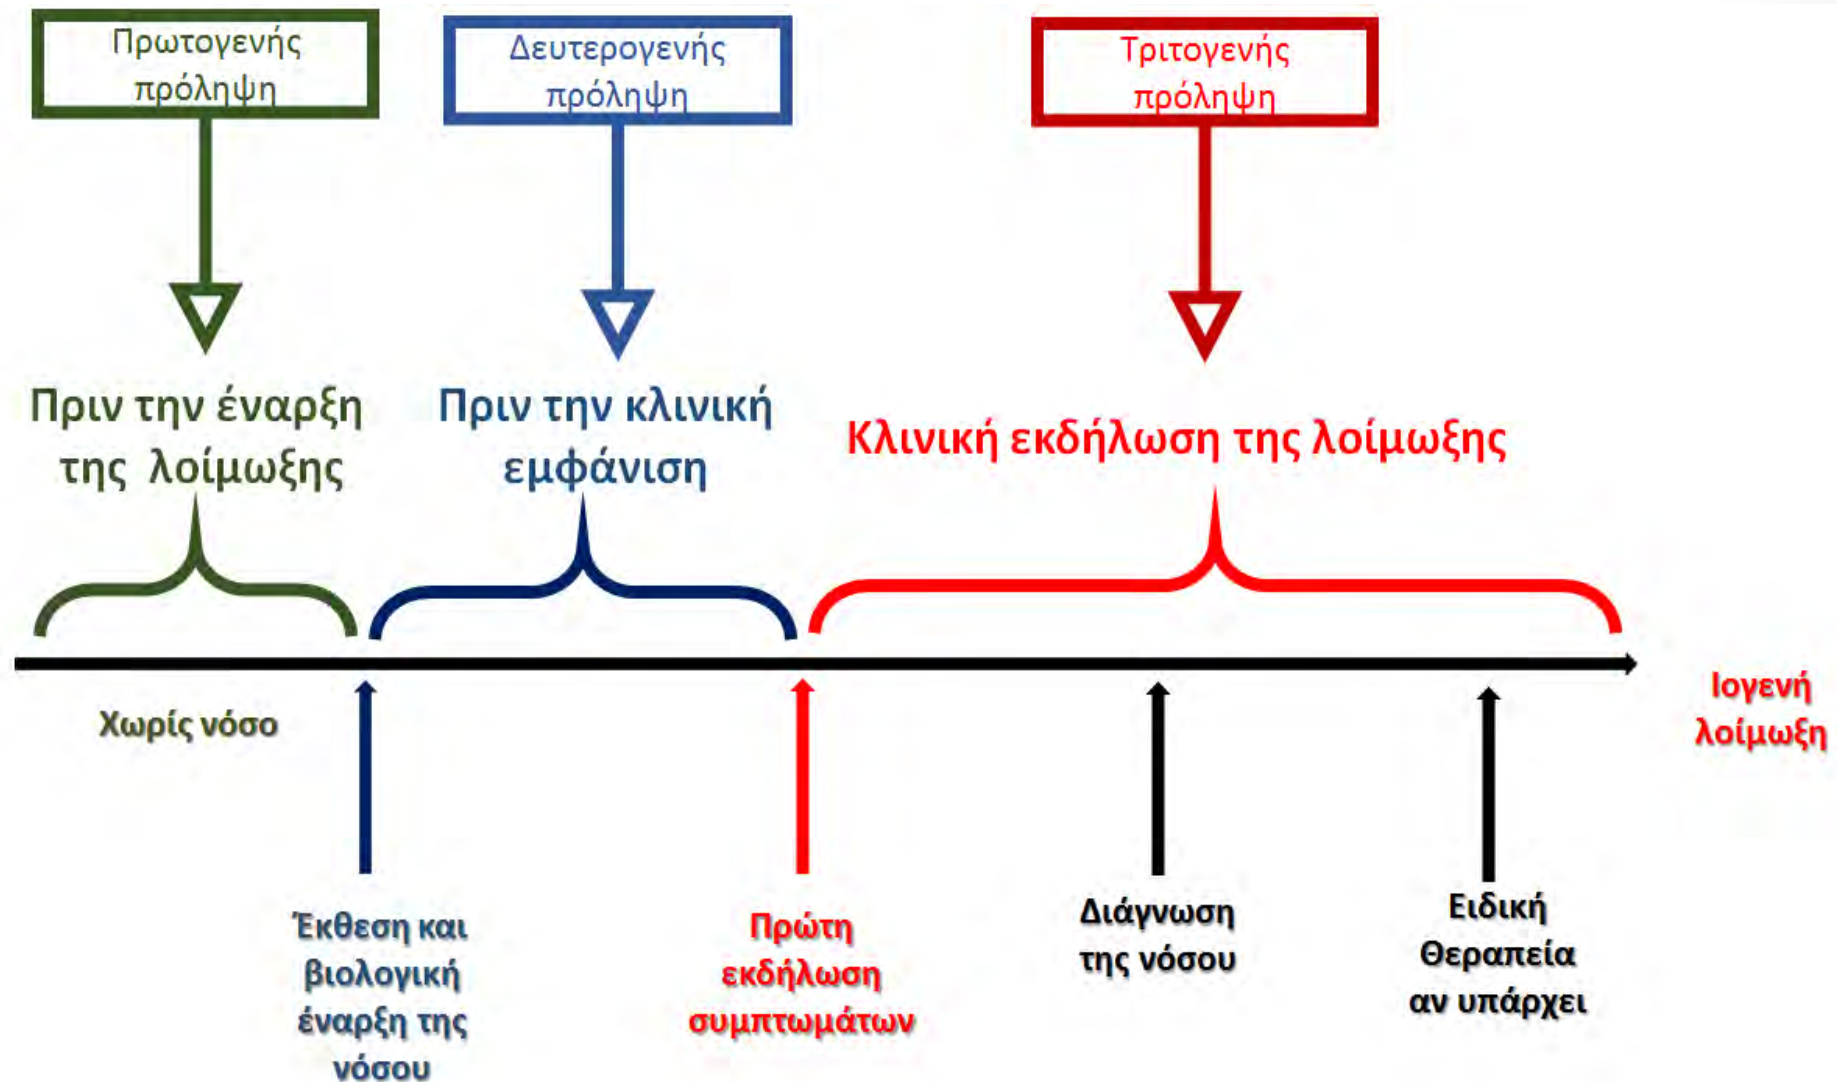 Πρωτογενής
πρόληψη
Δευτερογενής
πρόληψη
Τριτογενής
πρόληψη
Πριν την έναρξη
της λοίμωξης
Πριν την κλινική
εμφάνιση
Κλινική εκδήλωση της λοίμωξης
Χωρίς νόσο
Ιογενή
λοίμωξη
Έκθεση και
βιολογική
έναρξη της
νόσου
Πρώτη
εκδήλωση
συμπτωμάτων
Διάγνωση
της νόσου
Ειδική
Θεραπεία
αν υπάρχει